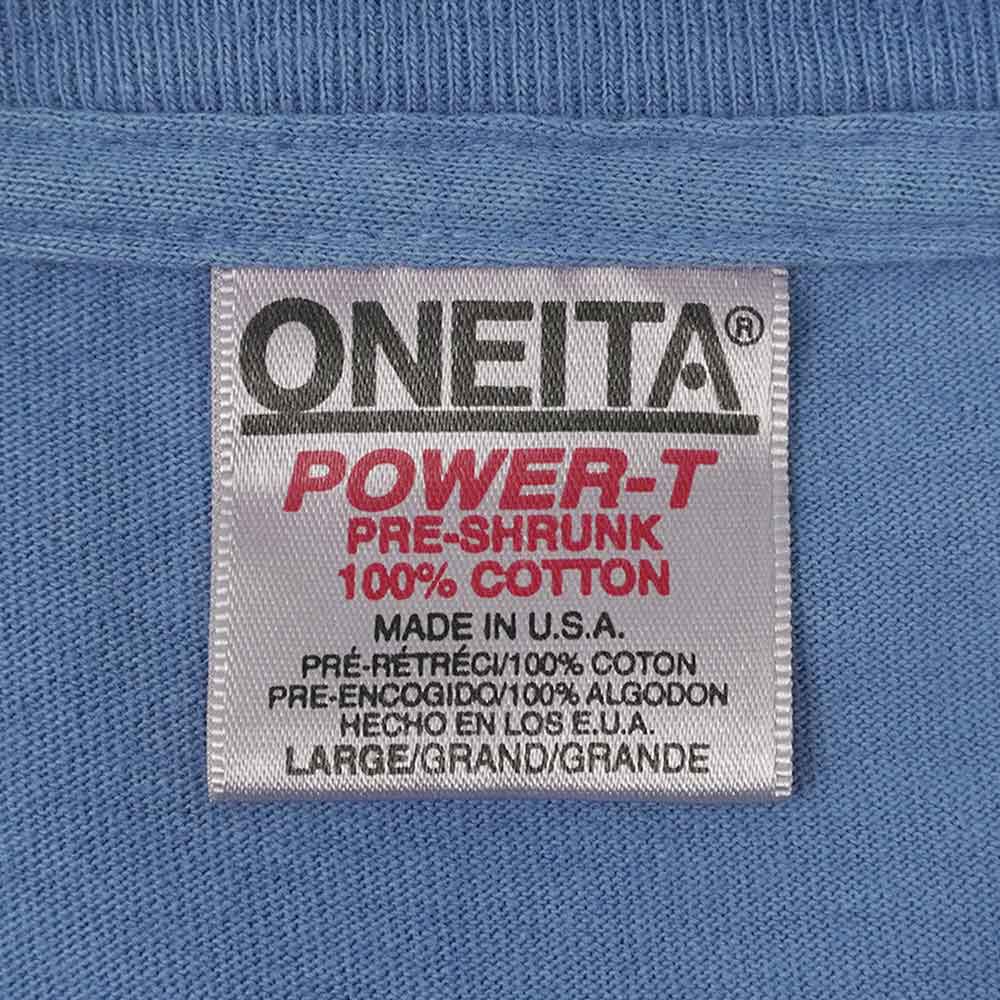 ONEITA®
POWER-T
PRE-SHRUNK
100% COTTON
MADE IN U.S.A.
PRÉ-RÉTRÉCI/100% COTON
PRE-ENCOGIDO/100% ALGODON
HECHO EN LOS E.U.A.
LARGE/GRAND/GRANDE